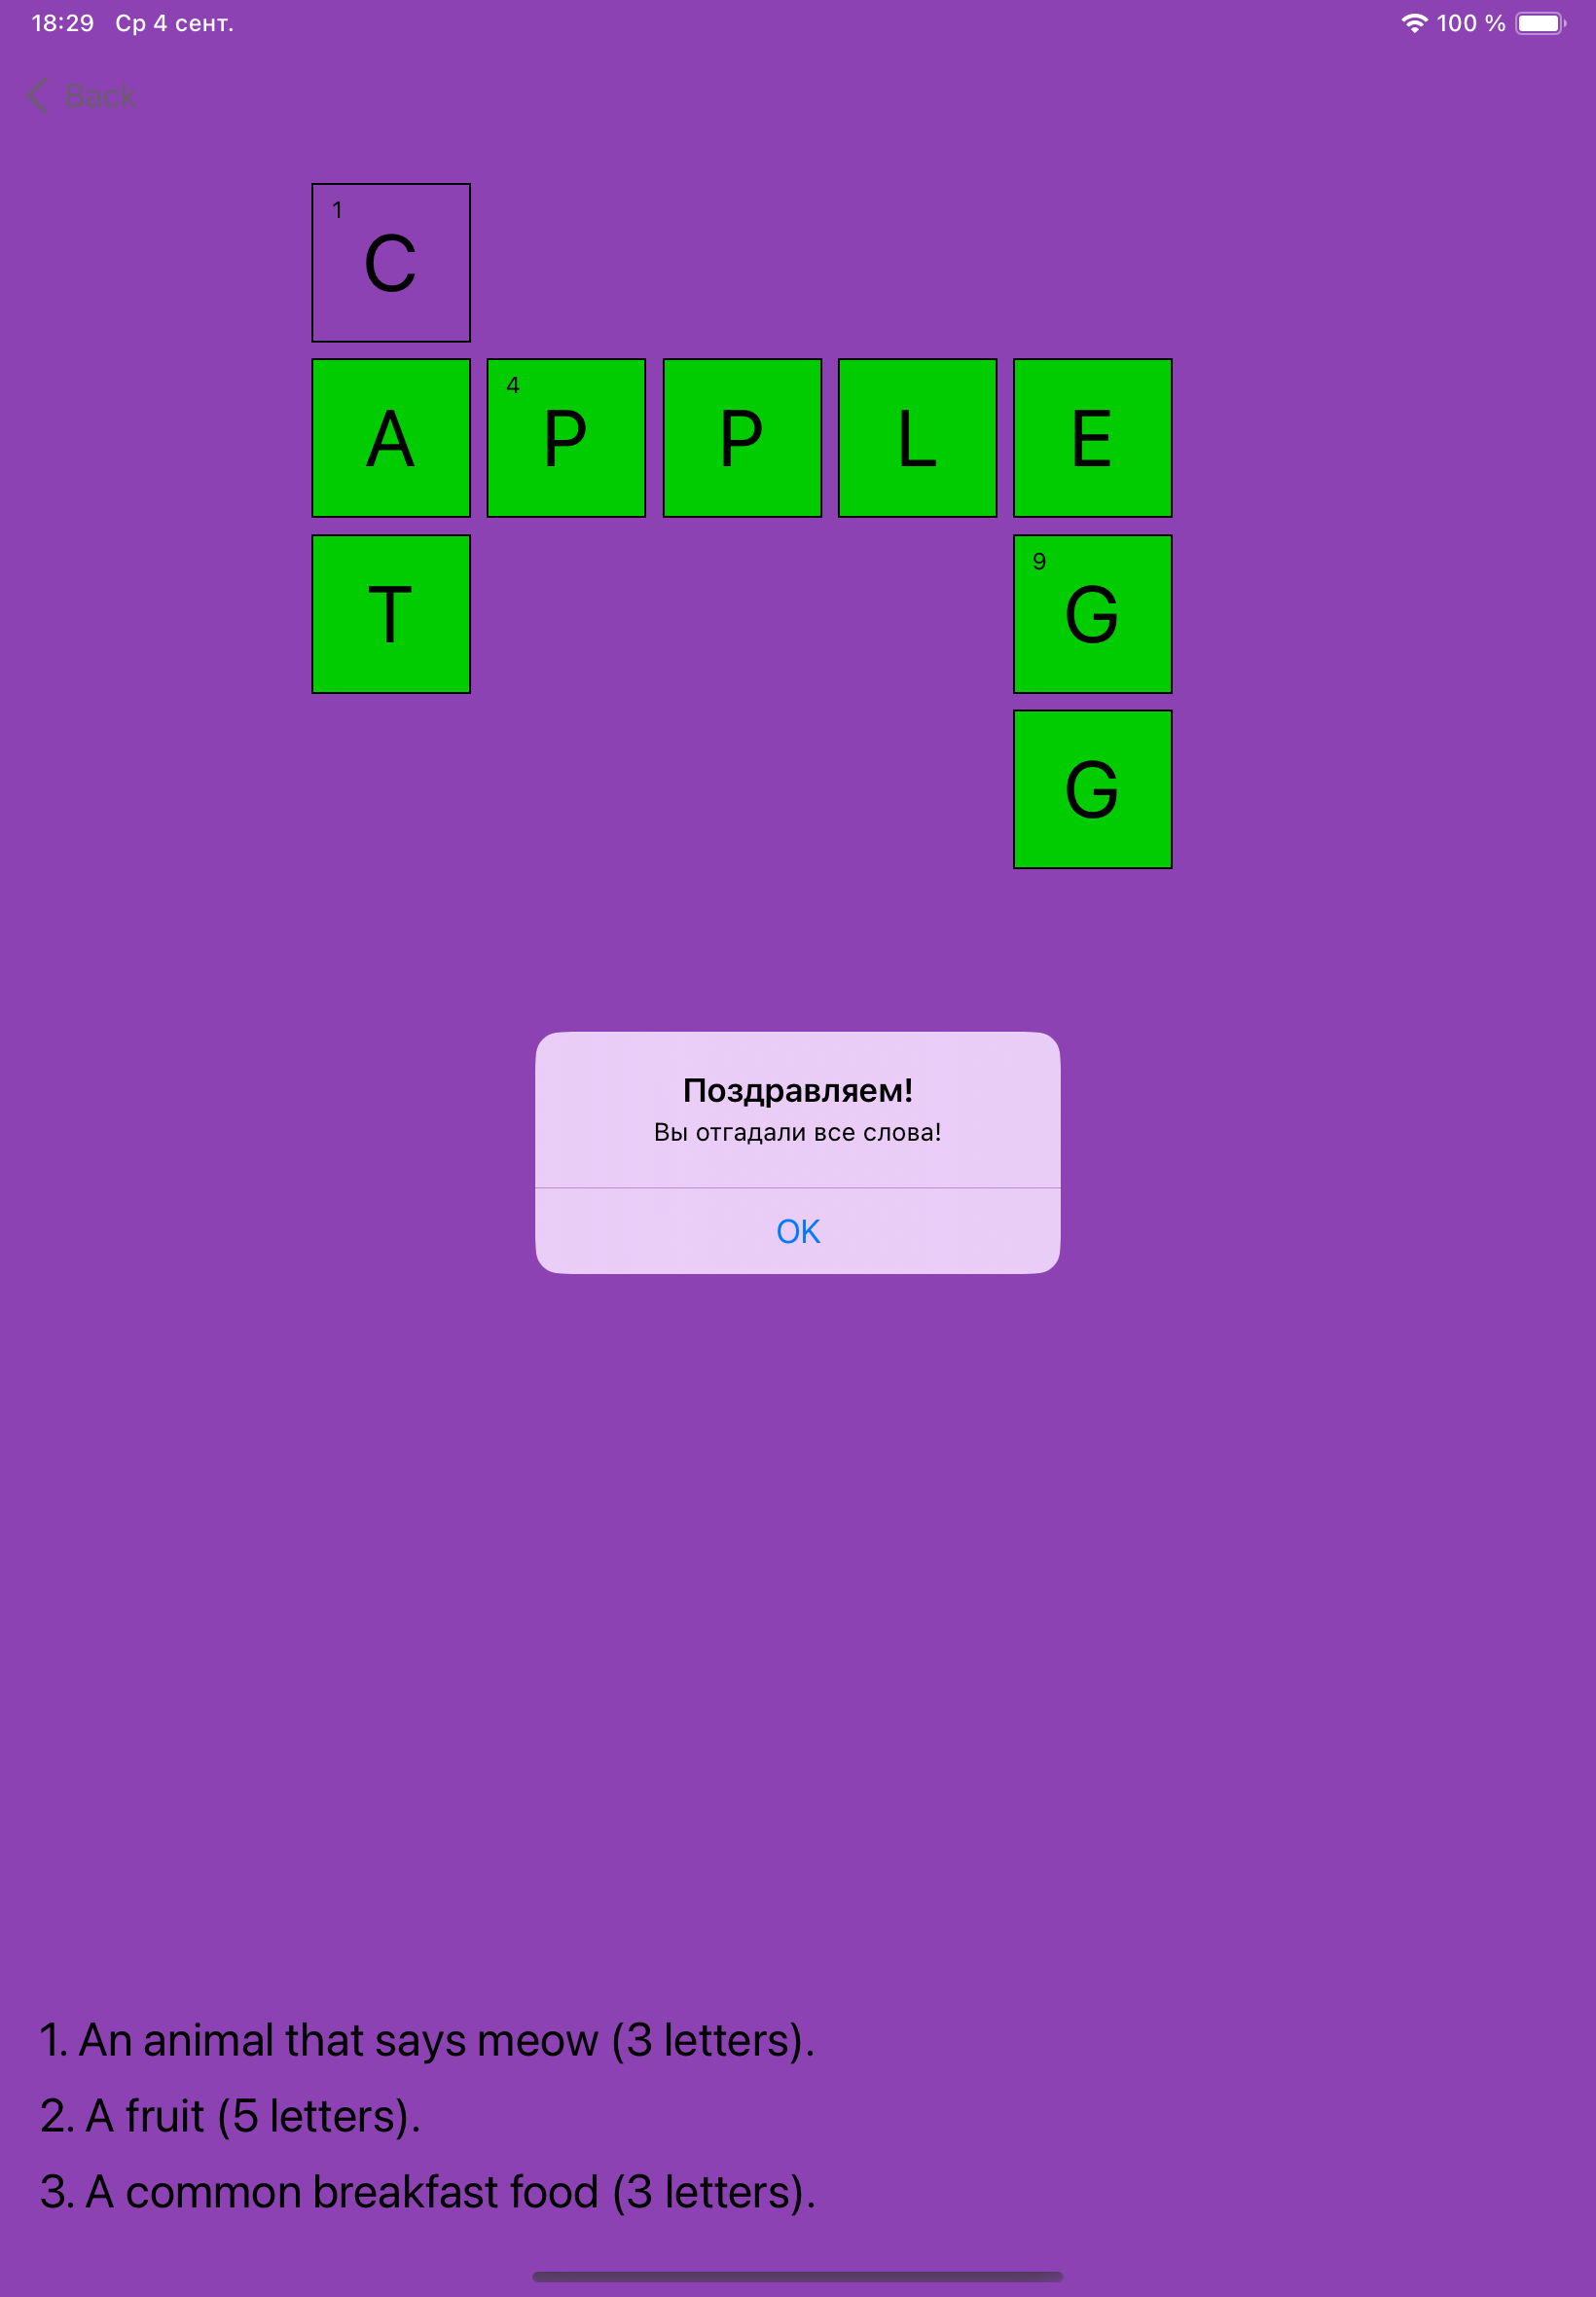 18:29 Ср 4 сент. 100 %
Back
1
C
A 4 P P L E
T 9 G
G
Поздравляем!
Вы отгадали все слова!
OK
1. An animal that says meow (3 letters).
2. A fruit (5 letters).
3. A common breakfast food (3 letters).